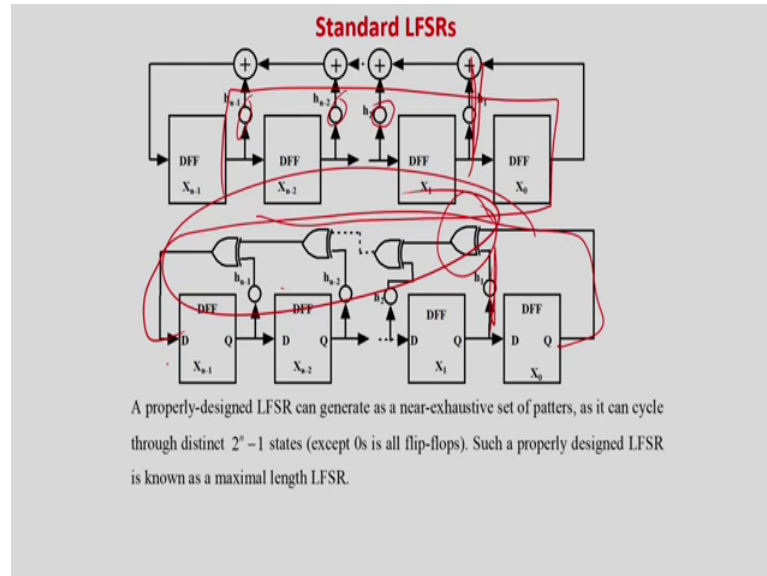 Standard LFSRs
+ + + +
hₙ₋₁ hₙ₋₂ h₂ h₁
DFF DFF DFF DFF
Xₙ₋₁ Xₙ₋₂ X₁ X₀
hₙ₋₁ hₙ₋₂ h₂ h₁
DFF DFF DFF DFF
D Q D Q D Q D Q
Xₙ₋₁ Xₙ₋₂ X₁ X₀
A properly-designed LFSR can generate as a near-exhaustive set of patters, as it can cycle
through distinct 2ⁿ −1 states (except 0s is all flip-flops). Such a properly designed LFSR
is known as a maximal length LFSR.